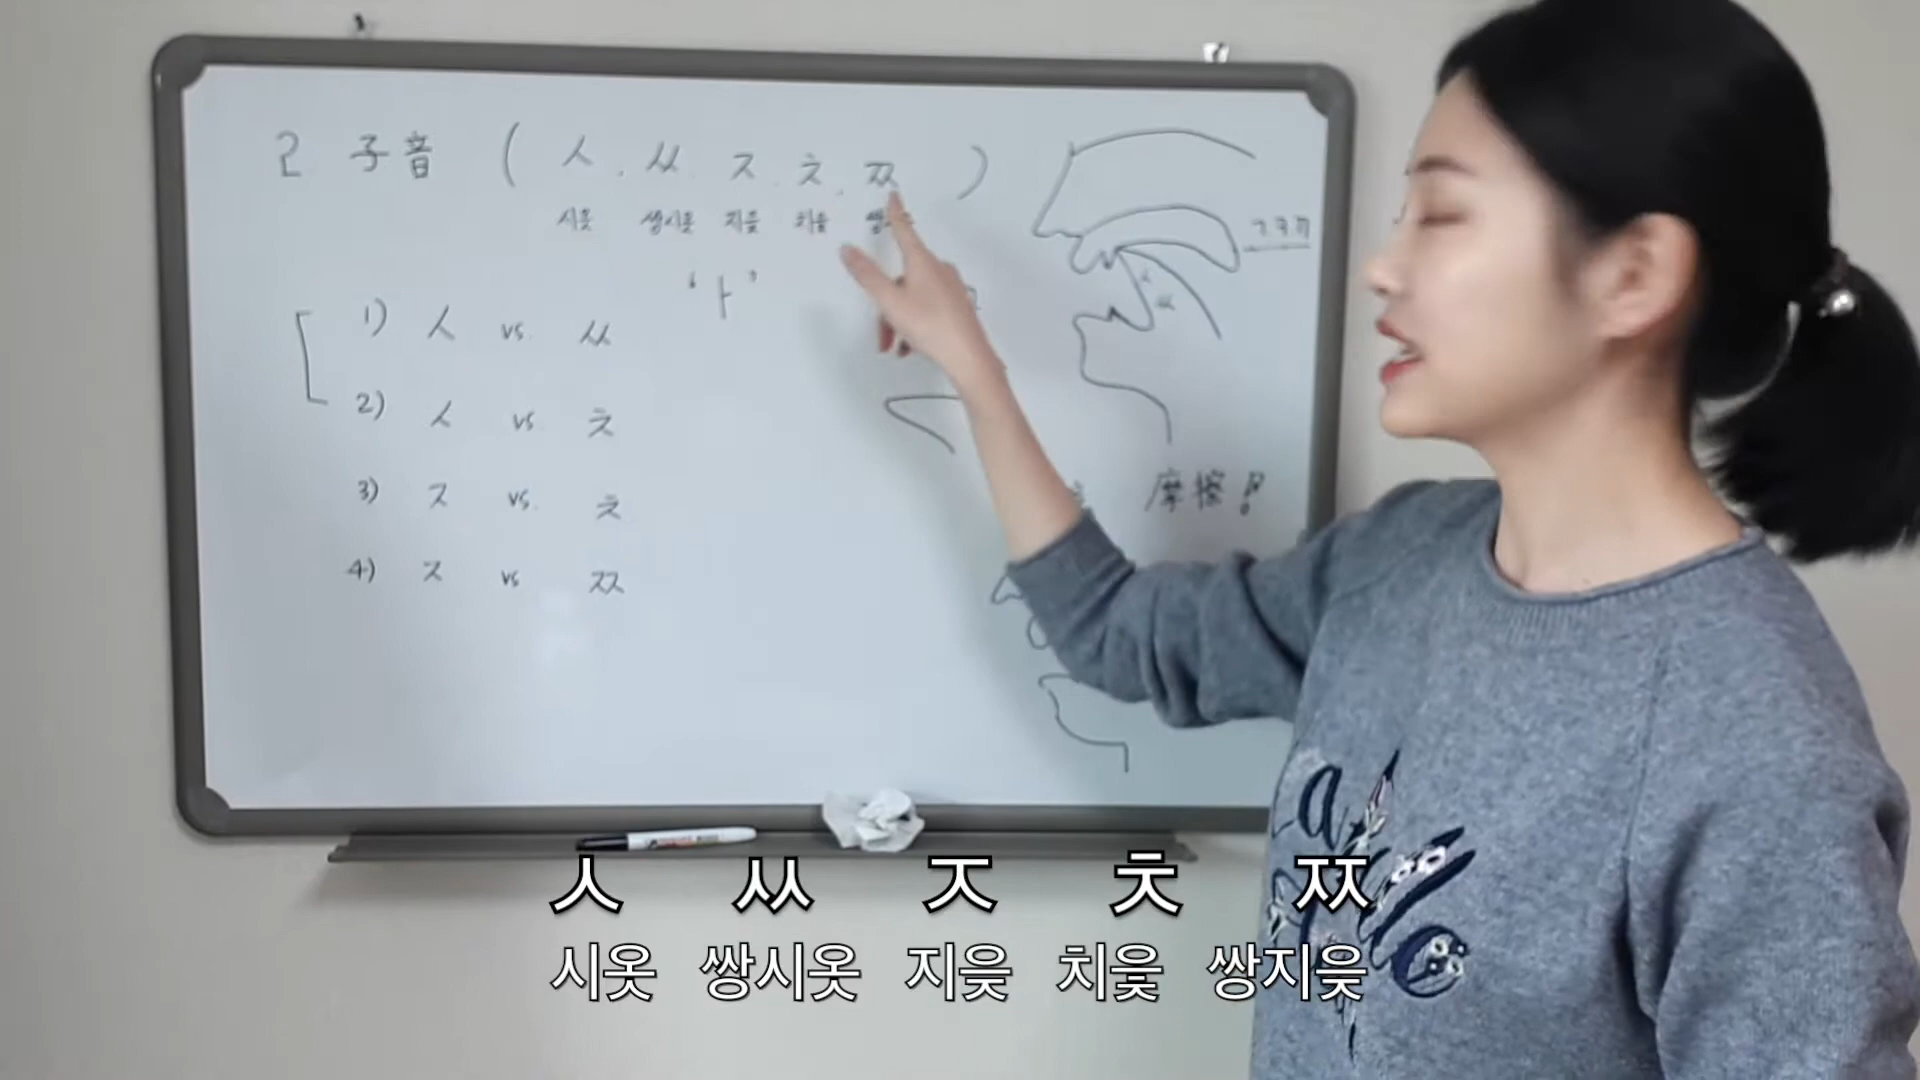 2 子音 ( ㅅ, ㅆ, ㅈ, ㅊ, ㅉ )
시옷 쌍시옷 지읒 치읓
ㄱㅋㄲ
'ㅏ'
1) ㅅ vs. ㅆ
2) ㅅ vs ㅊ
3) ㅈ vs. ㅊ
4) ㅈ vs ㅉ
摩擦!
ㅅ ㅆ ㅈ ㅊ ㅉ
시옷 쌍시옷 지읒 치읓 쌍지읒